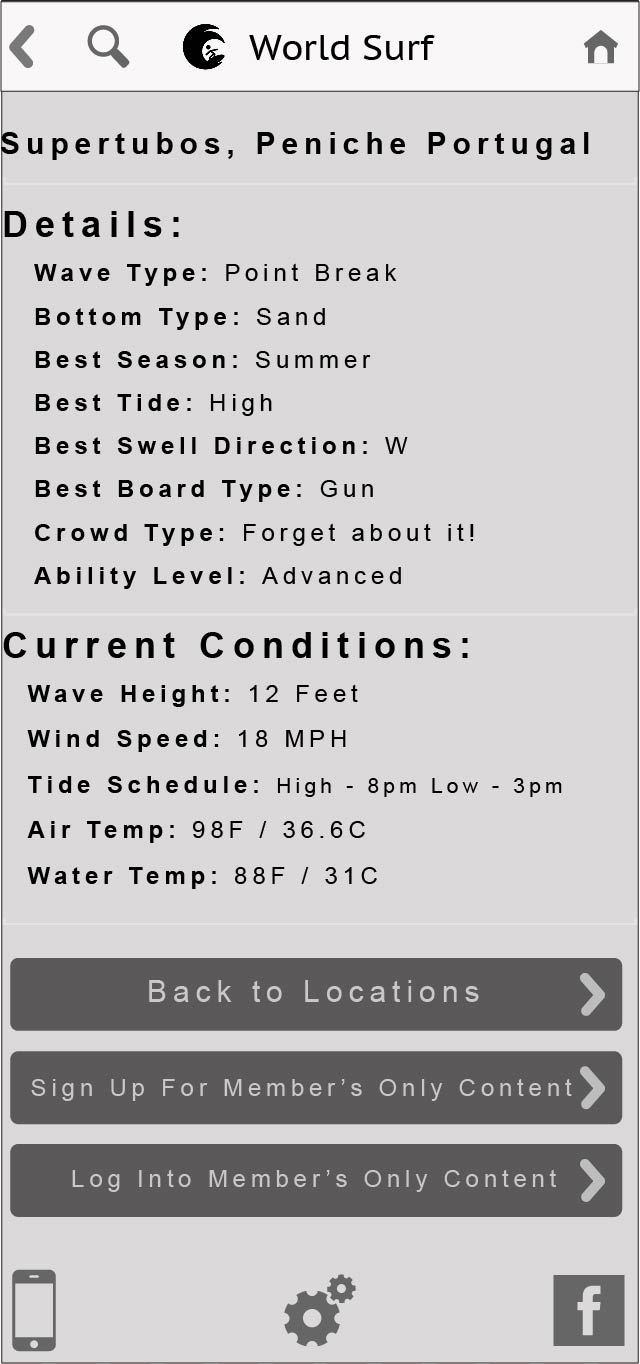 World Surf
Supertubos, Peniche Portugal
Details:
Wave Type: Point Break
Bottom Type: Sand
Best Season: Summer
Best Tide: High
Best Swell Direction: W
Best Board Type: Gun
Crowd Type: Forget about it!
Ability Level: Advanced
Current Conditions:
Wave Height: 12 Feet
Wind Speed: 18 MPH
Tide Schedule: High - 8pm Low - 3pm
Air Temp: 98F / 36.6C
Water Temp: 88F / 31C
Back to Locations
Sign Up For Member’s Only Content
Log Into Member’s Only Content
f